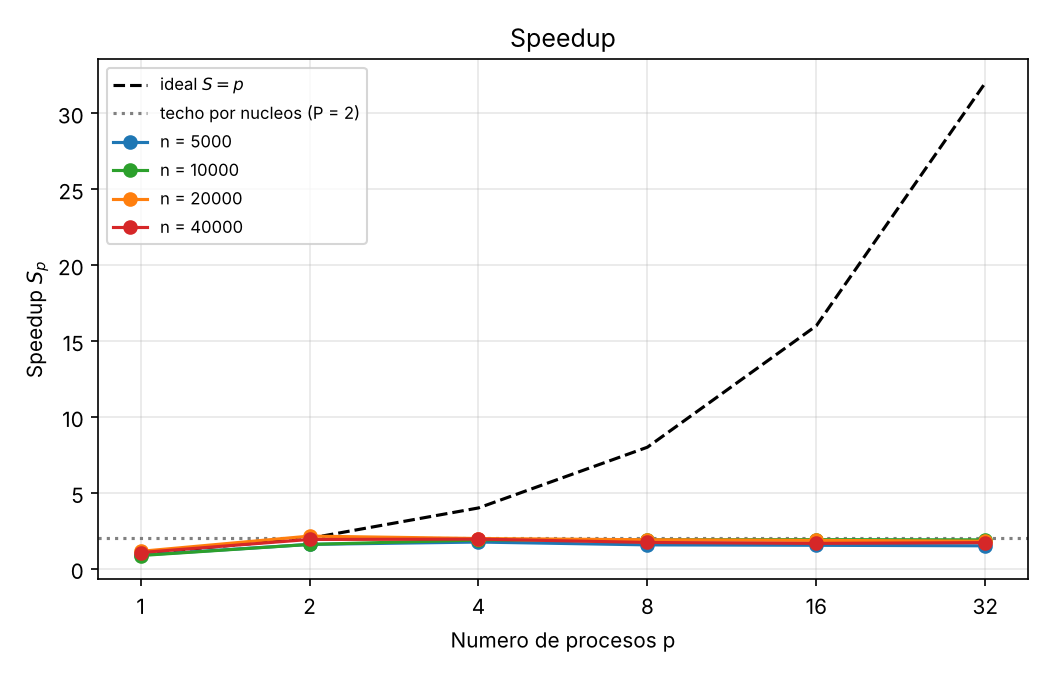 Speedup
ideal S = p
techo por nucleos (P = 2)
n = 5000
n = 10000
n = 20000
n = 40000
30
25
20
15
10
5
0
Speedup Sp
1 2 4 8 16 32
Numero de procesos p